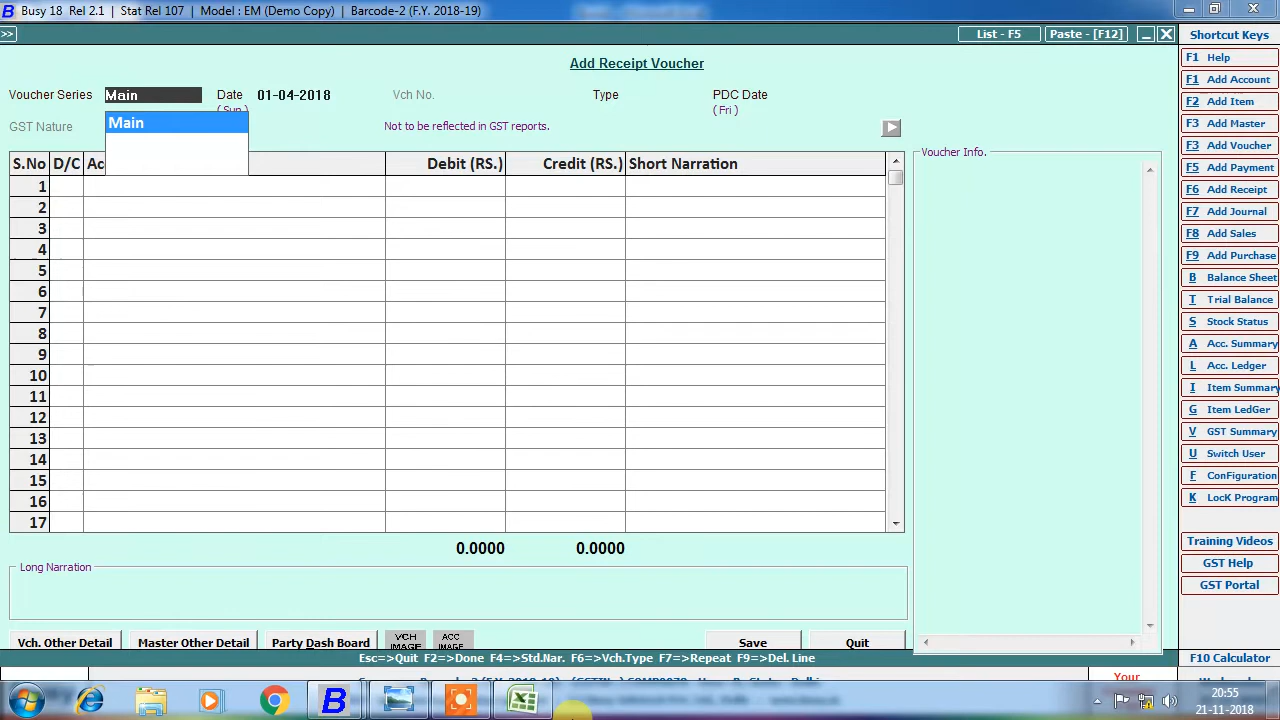 Busy 18 Rel 2.1 | Stat Rel 107 | Model : EM (Demo Copy) | Barcode-2 (F.Y. 2018-19)
>> List - F5 Paste - [F12]
Add Receipt Voucher
Voucher Series Main Date 01-04-2018 Vch No. Type PDC Date
( Sun ) ( Fri )
Main
GST Nature Not to be reflected in GST reports.
S.No D/C Ac Debit (RS.) Credit (RS.) Short Narration
1
2
3
4
5
6
7
8
9
10
11
12
13
14
15
16
17
0.0000 0.0000
Long Narration
Vch. Other Detail Master Other Detail Party Dash Board VCH IMAGE ACC IMAGE Save Quit
Esc=>Quit F2=>Done F4=>Std.Nar. F6=>Vch.Type F7=>Repeat F9=>Del. Line
Voucher Info.
Shortcut Keys
F1 Help
F1 Add Account
F2 Add Item
F3 Add Master
F3 Add Voucher
F5 Add Payment
F6 Add Receipt
F7 Add Journal
F8 Add Sales
F9 Add Purchase
B Balance Sheet
T Trial Balance
S Stock Status
A Acc. Summary
L Acc. Ledger
I Item Summary
G Item LedGer
V GST Summary
U Switch User
F ConFiguration
K LocK Program
Training Videos
GST Help
GST Portal
F10 Calculator
Your
20:55
21-11-2018